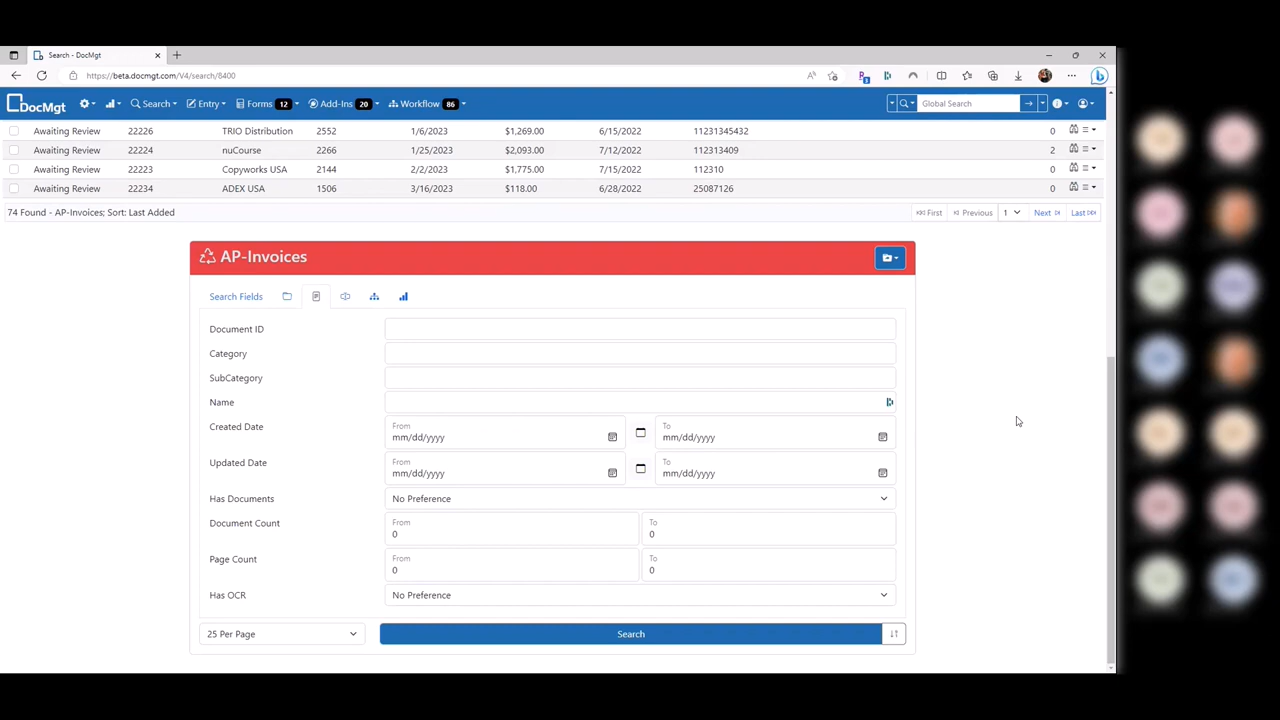 Search - DocMgt
https://beta.docmgt.com/V4/search/8400
DocMgt Search Entry Forms 12 Add-Ins 20 Workflow 86 Global Search
Awaiting Review 22226 TRIO Distribution 2552 1/6/2023 $1,269.00 6/15/2022 11231345432 0
Awaiting Review 22224 nuCourse 2266 1/25/2023 $2,093.00 7/12/2022 112313409 2
Awaiting Review 22223 Copyworks USA 2144 2/2/2023 $1,775.00 7/15/2022 112310 0
Awaiting Review 22234 ADEX USA 1506 3/16/2023 $118.00 6/28/2022 25087126 0
74 Found - AP-Invoices; Sort: Last Added First Previous 1 Next Last
AP-Invoices
Search Fields
Document ID
Category
SubCategory
Name
Created Date From mm/dd/yyyy To mm/dd/yyyy
Updated Date From mm/dd/yyyy To mm/dd/yyyy
Has Documents No Preference
Document Count From 0 To 0
Page Count From 0 To 0
Has OCR No Preference
25 Per Page Search